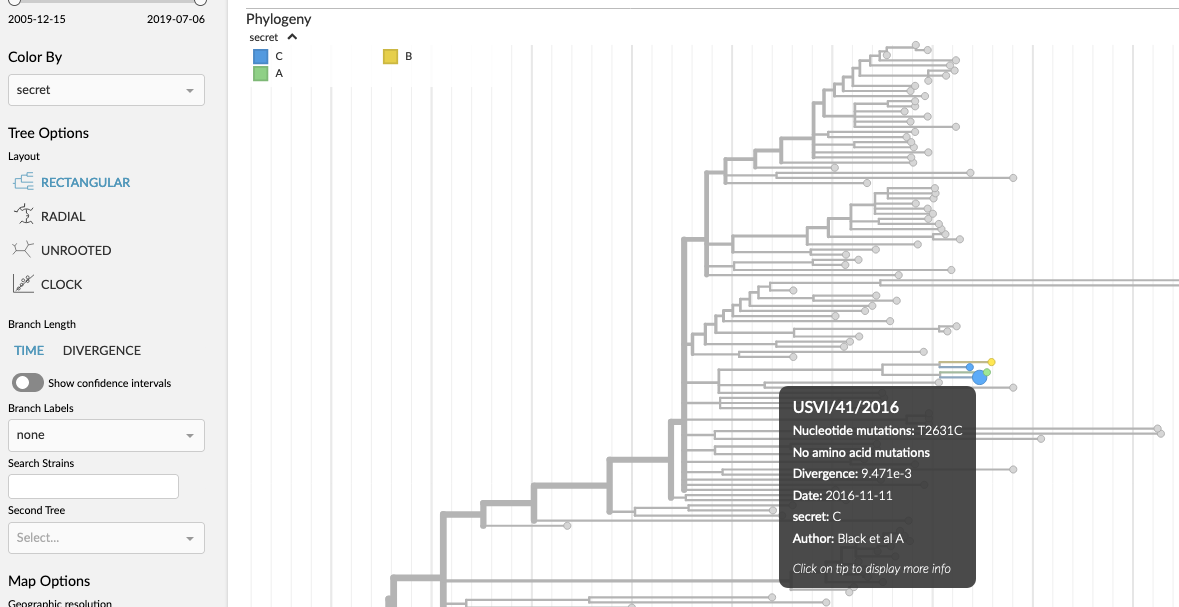 2005-12-15 2019-07-06
Color By
secret
Tree Options
Layout
RECTANGULAR
RADIAL
UNROOTED
CLOCK
Branch Length
TIME DIVERGENCE
Show confidence intervals
Branch Labels
none
Search Strains
Second Tree
Select...
Map Options
Geographic resolution
Phylogeny
secret
C B
A
USVI/41/2016
Nucleotide mutations: T2631C
No amino acid mutations
Divergence: 9.471e-3
Date: 2016-11-11
secret: C
Author: Black et al A
Click on tip to display more info